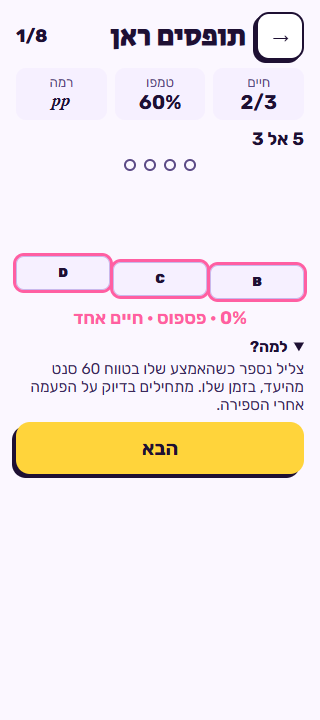 → תופסים ראן 1/8
חיים טמפו רמה
2/3 60% pp
5 אל 3
B C D
0% • פספוס • חיים אחד
▼ למה?
צליל נספר כשהאמצע שלו בטווח 60 סנט
מהיעד, בזמן שלו. מתחילים בדיוק על הפעמה
אחרי הספירה.
הבא